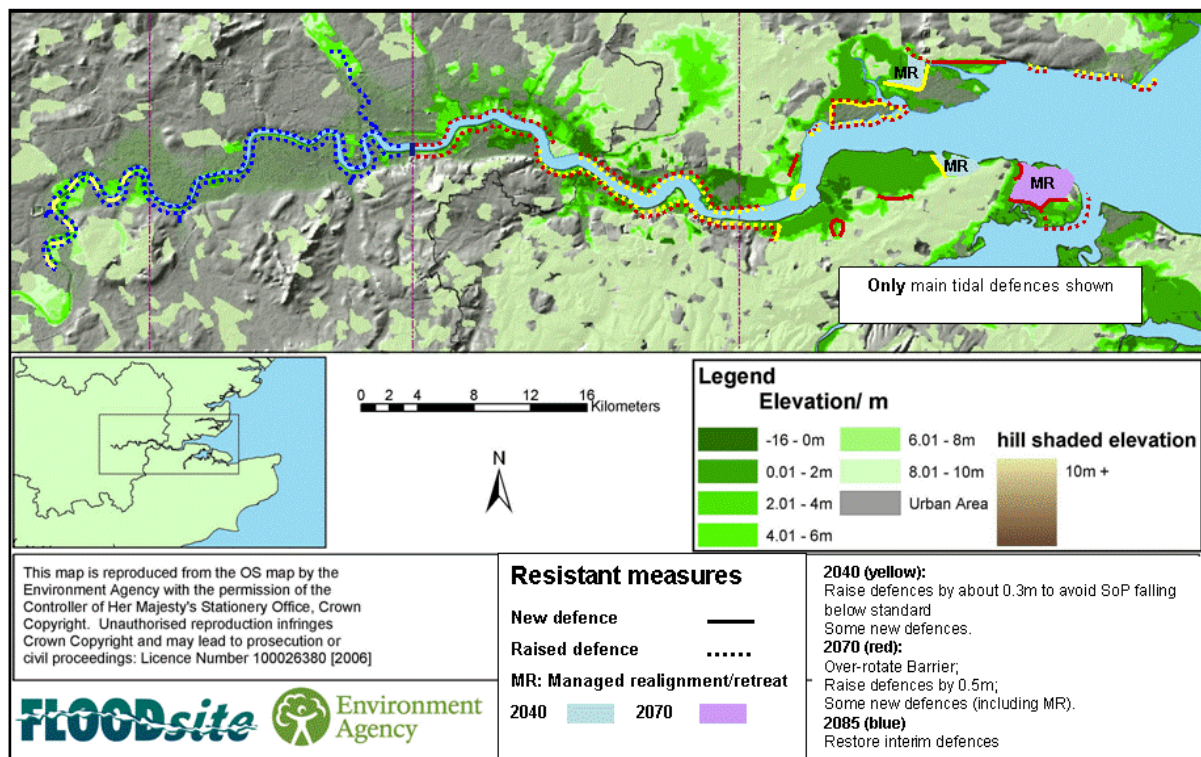 MR
MR
MR
Only main tidal defences shown
0 2 4 8 12 16
Kilometers
N
Legend
Elevation/ m
-16 - 0m
0.01 - 2m
2.01 - 4m
4.01 - 6m
6.01 - 8m
8.01 - 10m
Urban Area
hill shaded elevation
10m +
This map is reproduced from the OS map by the
Environment Agency with the permission of the
Controller of Her Majesty's Stationery Office, Crown
Copyright. Unauthorised reproduction infringes
Crown Copyright and may lead to prosecution or
civil proceedings: Licence Number 100026380 [2006]
FLOODsite
Environment
Agency
Resistant measures
New defence
Raised defence
MR: Managed realignment/retreat
2040 2070
2040 (yellow):
Raise defences by about 0.3m to avoid SoP falling
below standard
Some new defences.
2070 (red):
Over-rotate Barrier;
Raise defences by 0.5m;
Some new defences (including MR).
2085 (blue)
Restore interim defences